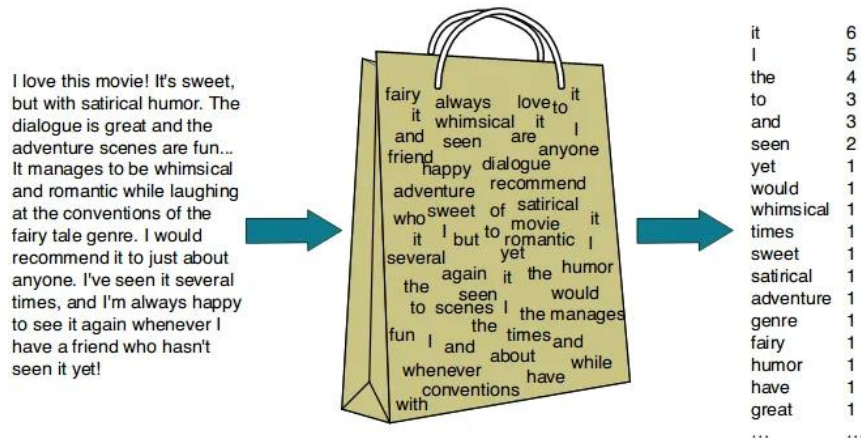 I love this movie! It's sweet,
but with satirical humor. The
dialogue is great and the
adventure scenes are fun...
It manages to be whimsical
and romantic while laughing
at the conventions of the
fairy tale genre. I would
recommend it to just about
anyone. I've seen it several
times, and I'm always happy
to see it again whenever I
have a friend who hasn't
seen it yet!
fairy always love to it
it whimsical it I
and seen are anyone
friend happy dialogue
adventure recommend
who sweet of satirical it
it I but to movie romantic I
several yet
again it the humor
the seen would
to scenes I the manages
the times and
fun I and about while
whenever have
conventions
with
it 6
I 5
the 4
to 3
and 3
seen 2
yet 1
would 1
whimsical 1
times 1
sweet 1
satirical 1
adventure 1
genre 1
fairy 1
humor 1
have 1
great 1
... ...